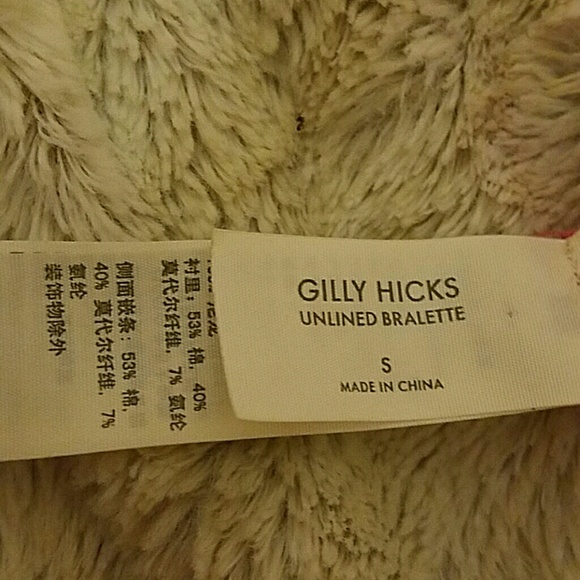 GILLY HICKS
UNLINED BRALETTE
S
MADE IN CHINA
衬里：53% 棉，40%
莫代尔纤维，7% 氨纶
侧面嵌条：53% 棉，
40% 莫代尔纤维，7%
氨纶
装饰物除外